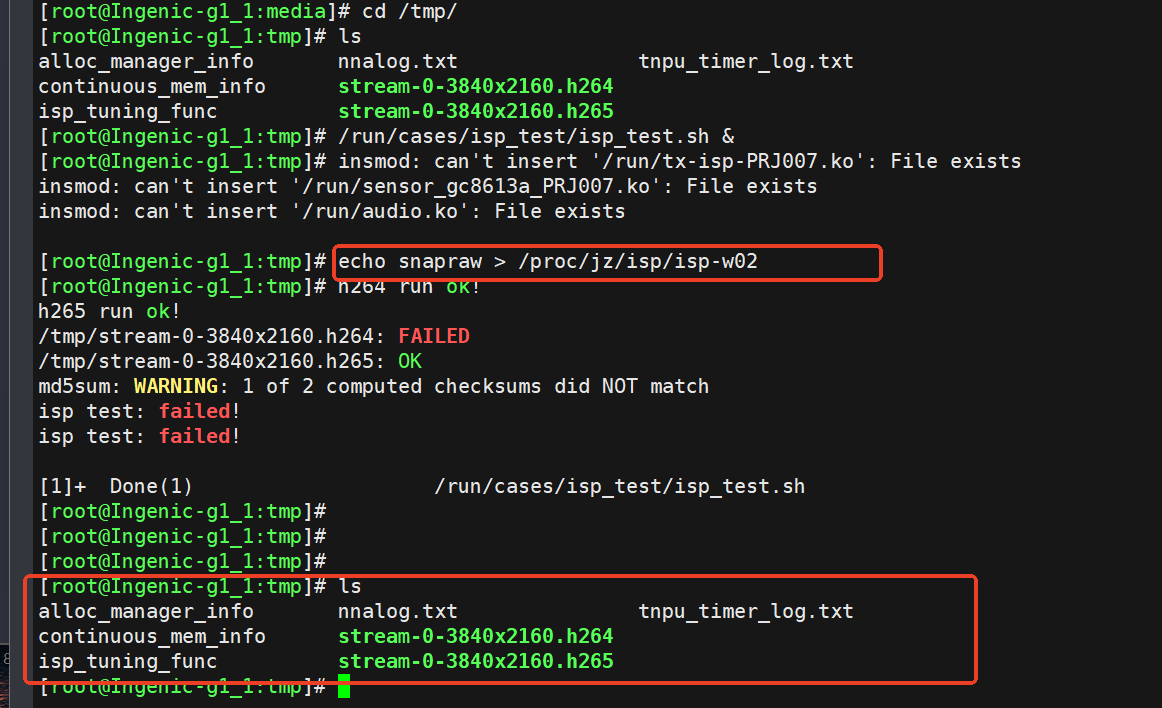 [root@Ingenic-g1_1:media]# cd /tmp/
[root@Ingenic-g1_1:tmp]# ls
alloc_manager_info       nnalog.txt               tnpu_timer_log.txt
continuous_mem_info      stream-0-3840x2160.h264
isp_tuning_func          stream-0-3840x2160.h265
[root@Ingenic-g1_1:tmp]# /run/cases/isp_test/isp_test.sh &
[root@Ingenic-g1_1:tmp]# insmod: can't insert '/run/tx-isp-PRJ007.ko': File exists
insmod: can't insert '/run/sensor_gc8613a_PRJ007.ko': File exists
insmod: can't insert '/run/audio.ko': File exists
[root@Ingenic-g1_1:tmp]# echo snapraw > /proc/jz/isp/isp-w02
[root@Ingenic-g1_1:tmp]# h264 run ok!
h265 run ok!
/tmp/stream-0-3840x2160.h264: FAILED
/tmp/stream-0-3840x2160.h265: OK
md5sum: WARNING: 1 of 2 computed checksums did NOT match
isp test: failed!
isp test: failed!
[1]+  Done(1)                    /run/cases/isp_test/isp_test.sh
[root@Ingenic-g1_1:tmp]#
[root@Ingenic-g1_1:tmp]#
[root@Ingenic-g1_1:tmp]#
[root@Ingenic-g1_1:tmp]# ls
alloc_manager_info       nnalog.txt               tnpu_timer_log.txt
continuous_mem_info      stream-0-3840x2160.h264
isp_tuning_func          stream-0-3840x2160.h265
[root@Ingenic-g1_1:tmp]#